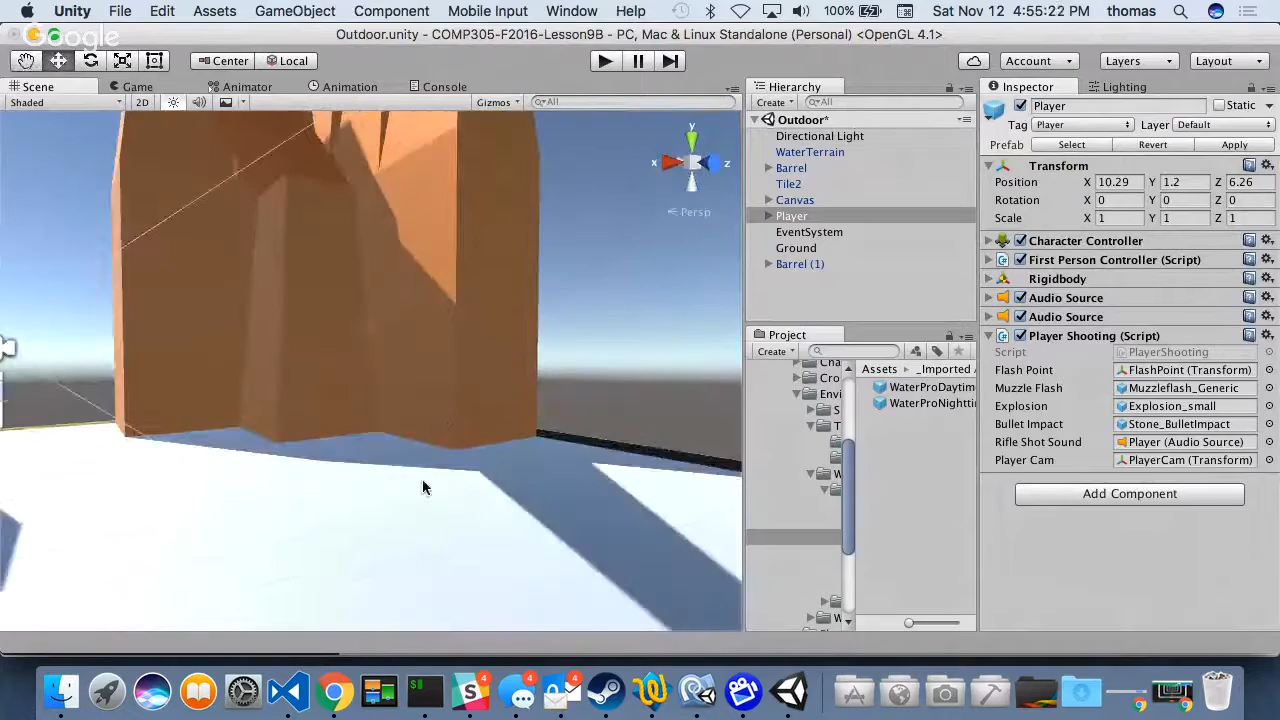 Unity File Edit Assets GameObject Component Mobile Input Window Help 100% Sat Nov 12 4:55:22 PM thomas
Google
Outdoor.unity - COMP305-F2016-Lesson9B - PC, Mac & Linux Standalone (Personal) <OpenGL 4.1>
Center Local Account Layers Layout
Scene Game Animator Animation Console
Shaded 2D Gizmos All
y
x z
Persp
Hierarchy
Create All
Outdoor*
Directional Light
WaterTerrain
Barrel
Tile2
Canvas
Player
EventSystem
Ground
Barrel (1)
Project
Create
Assets _Imported
Cro
Envi
S
T
W
WaterProDaytim
WaterProNightti
W
Inspector Lighting
Player Static
Tag Player Layer Default
Prefab Select Revert Apply
Transform
Position X 10.29 Y 1.2 Z 6.26
Rotation X 0 Y 0 Z 0
Scale X 1 Y 1 Z 1
Character Controller
First Person Controller (Script)
Rigidbody
Audio Source
Audio Source
Player Shooting (Script)
Script PlayerShooting
Flash Point FlashPoint (Transform)
Muzzle Flash Muzzleflash_Generic
Explosion Explosion_small
Bullet Impact Stone_BulletImpact
Rifle Shot Sound Player (Audio Source)
Player Cam PlayerCam (Transform)
Add Component
4 4 4